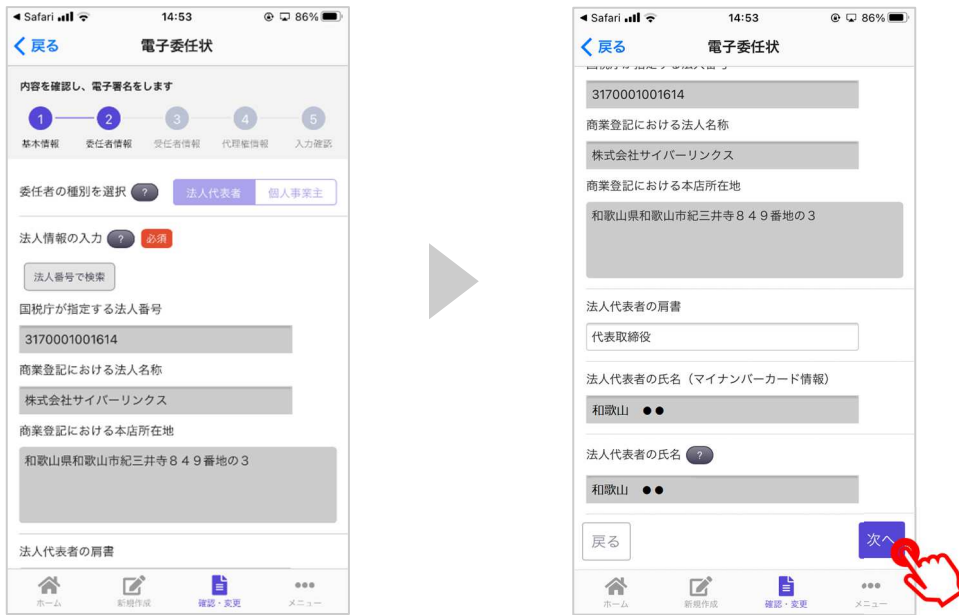 Safari
14:53
86%
戻る
電子委任状
内容を確認し、電子署名をします
1
2
3
4
5
基本情報
委任者情報
受任者情報
代理権情報
入力確認
委任者の種別を選択
?
法人代表者
個人事業主
法人情報の入力
?
必須
法人番号で検索
国税庁が指定する法人番号
3170001001614
商業登記における法人名称
株式会社サイバーリンクス
商業登記における本店所在地
和歌山県和歌山市紀三井寺８４９番地の３
法人代表者の肩書
ホーム
新規作成
確認・変更
メニュー
Safari
14:53
86%
戻る
電子委任状
国税庁が指定する法人番号
3170001001614
商業登記における法人名称
株式会社サイバーリンクス
商業登記における本店所在地
和歌山県和歌山市紀三井寺８４９番地の３
法人代表者の肩書
代表取締役
法人代表者の氏名（マイナンバーカード情報）
和歌山　●●
法人代表者の氏名
?
和歌山　●●
戻る
次へ
ホーム
新規作成
確認・変更
メニュー